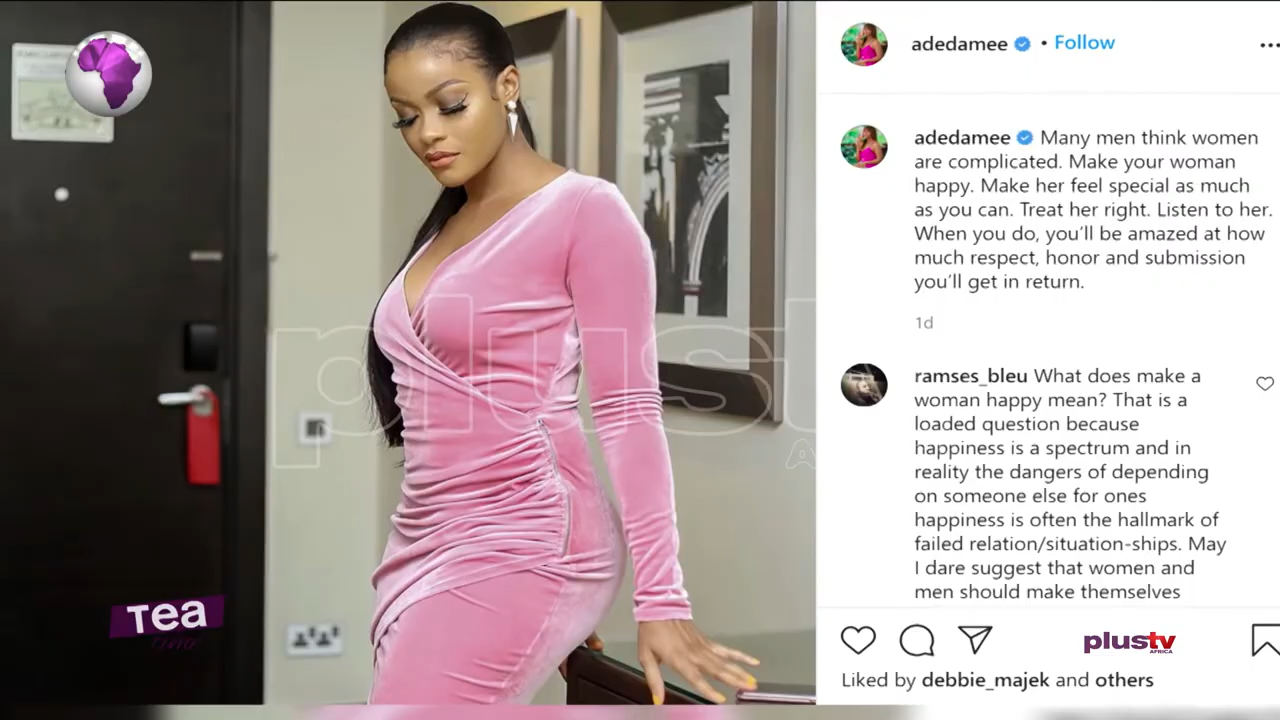 adedamee • Follow
adedamee Many men think women
are complicated. Make your woman
happy. Make her feel special as much
as you can. Treat her right. Listen to her.
When you do, you'll be amazed at how
much respect, honor and submission
you'll get in return.
1d
ramses_bleu What does make a
woman happy mean? That is a
loaded question because
happiness is a spectrum and in
reality the dangers of depending
on someone else for ones
happiness is often the hallmark of
failed relation/situation-ships. May
I dare suggest that women and
men should make themselves
plustv
AFRICA
Liked by debbie_majek and others
Tea
plust
A